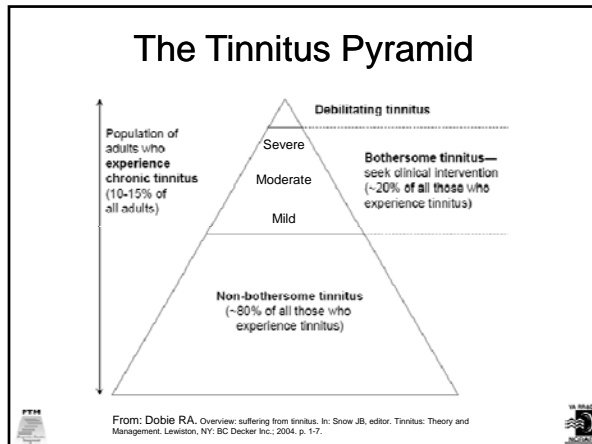 The Tinnitus Pyramid
Debilitating tinnitus
Population of
adults who
experience
chronic tinnitus
(10-15% of
all adults)
Severe
Moderate
Mild
Bothersome tinnitus—
seek clinical intervention
(~20% of all those who
experience tinnitus)
Non-bothersome tinnitus
(~80% of all those who
experience tinnitus)
From: Dobie RA. Overview: suffering from tinnitus. In: Snow JB, editor. Tinnitus: Theory and
Management. Lewiston, NY: BC Decker Inc.; 2004. p. 1-7.
PTM